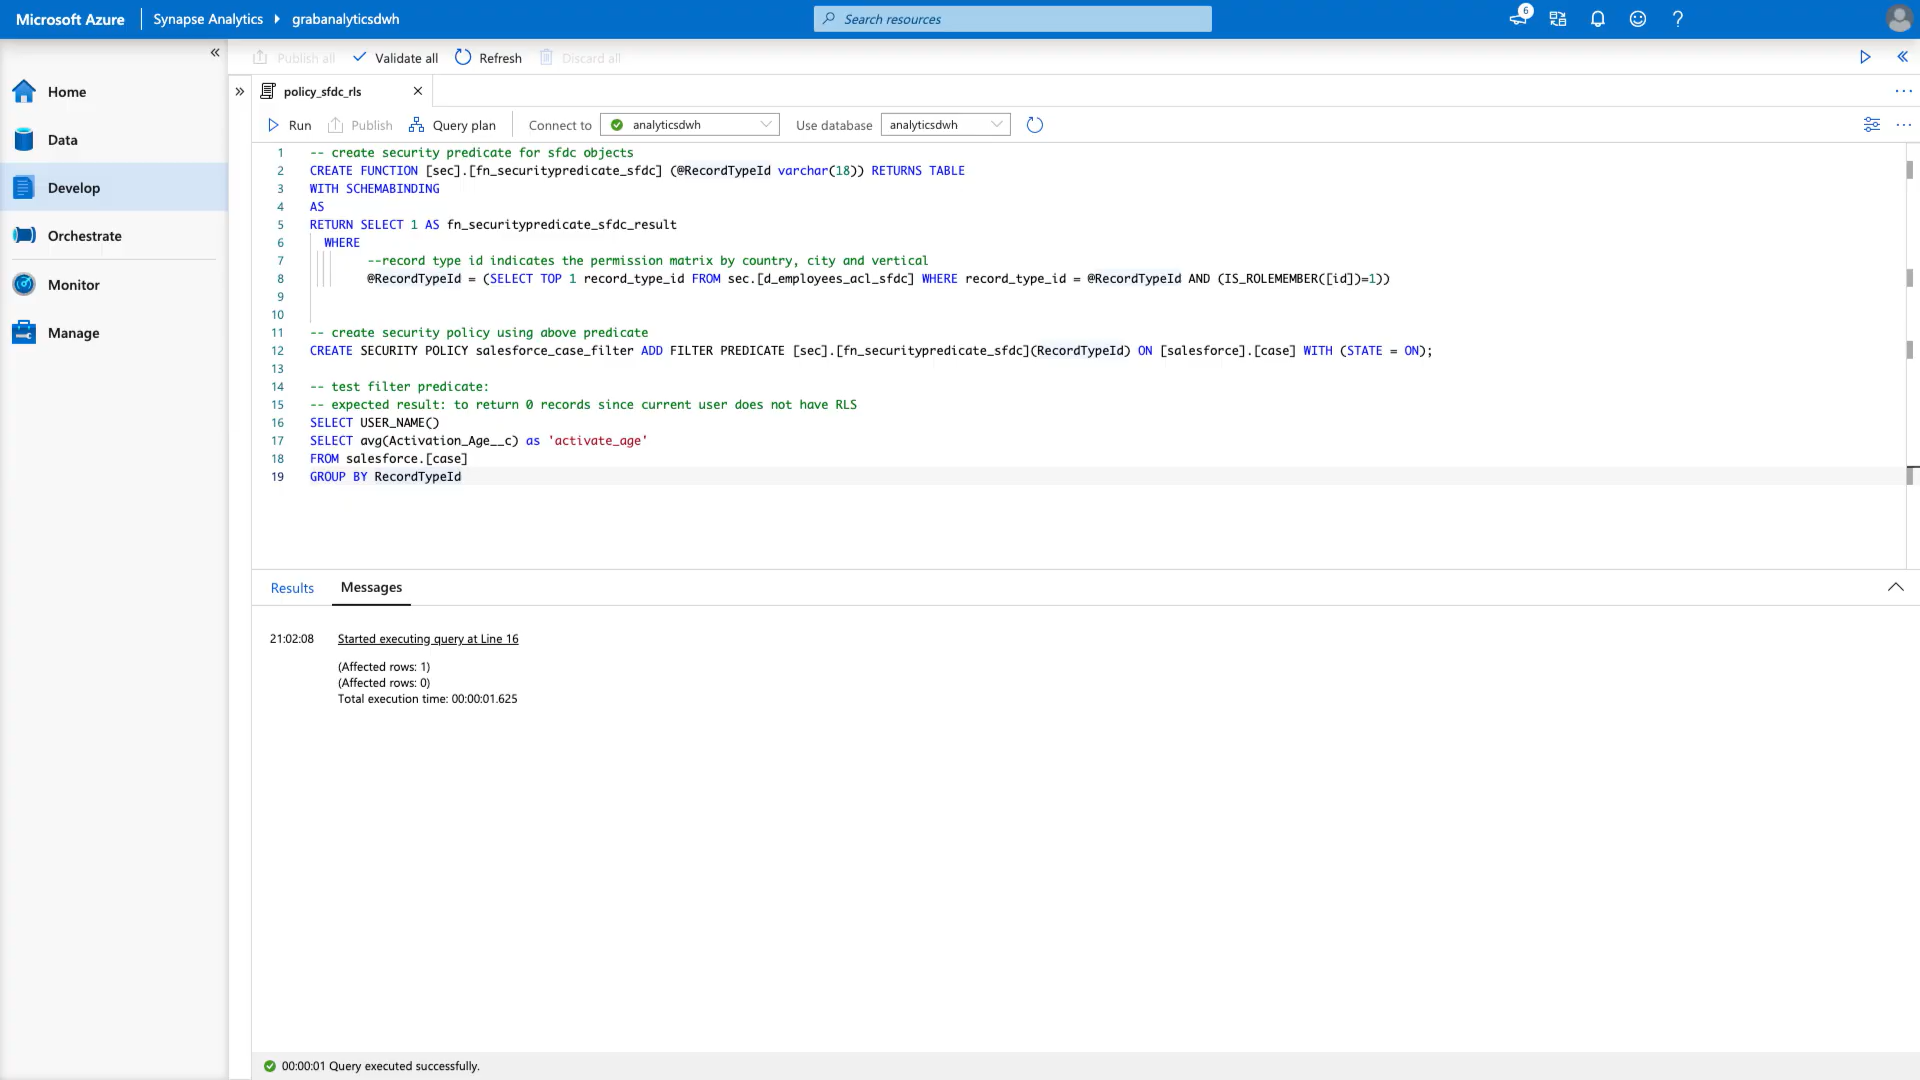 Microsoft Azure
Synapse Analytics
grabanalyticsdwh
Search resources
6
Publish all
Validate all
Refresh
Discard all
Home
Data
Develop
Orchestrate
Monitor
Manage
policy_sfdc_rls
Run
Publish
Query plan
Connect to
analyticsdwh
Use database
analyticsdwh
1 -- create security predicate for sfdc objects
2 CREATE FUNCTION [sec].[fn_securitypredicate_sfdc] (@RecordTypeId varchar(18)) RETURNS TABLE
3 WITH SCHEMABINDING
4 AS
5 RETURN SELECT 1 AS fn_securitypredicate_sfdc_result
6 WHERE
7 --record type id indicates the permission matrix by country, city and vertical
8 @RecordTypeId = (SELECT TOP 1 record_type_id FROM sec.[d_employees_acl_sfdc] WHERE record_type_id = @RecordTypeId AND (IS_ROLEMEMBER([id])=1))
9
10
11 -- create security policy using above predicate
12 CREATE SECURITY POLICY salesforce_case_filter ADD FILTER PREDICATE [sec].[fn_securitypredicate_sfdc](RecordTypeId) ON [salesforce].[case] WITH (STATE = ON);
13
14 -- test filter predicate:
15 -- expected result: to return 0 records since current user does not have RLS
16 SELECT USER_NAME()
17 SELECT avg(Activation_Age__c) as 'activate_age'
18 FROM salesforce.[case]
19 GROUP BY RecordTypeId
Results
Messages
21:02:08
Started executing query at Line 16
(Affected rows: 1)
(Affected rows: 0)
Total execution time: 00:00:01.625
00:00:01 Query executed successfully.